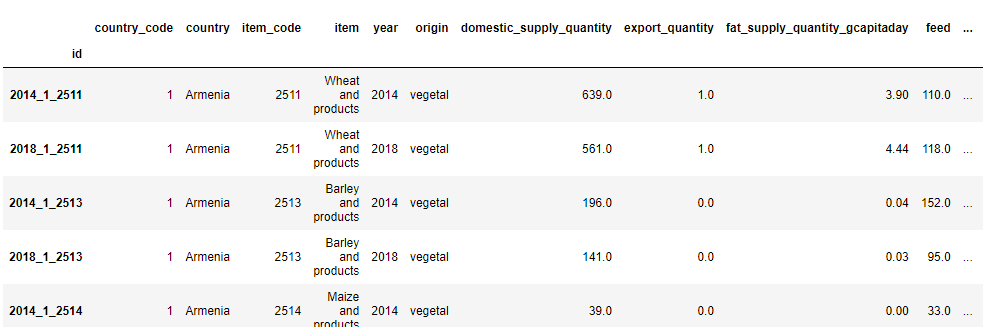 country_code country item_code item year origin domestic_supply_quantity export_quantity fat_supply_quantity_gcapitaday feed ...
id
2014_1_2511 1 Armenia 2511 Wheat and products 2014 vegetal 639.0 1.0 3.90 110.0 ...
2018_1_2511 1 Armenia 2511 Wheat and products 2018 vegetal 561.0 1.0 4.44 118.0 ...
2014_1_2513 1 Armenia 2513 Barley and products 2014 vegetal 196.0 0.0 0.04 152.0 ...
2018_1_2513 1 Armenia 2513 Barley and products 2018 vegetal 141.0 0.0 0.03 95.0 ...
2014_1_2514 1 Armenia 2514 Maize and products 2014 vegetal 39.0 0.0 0.00 33.0 ...